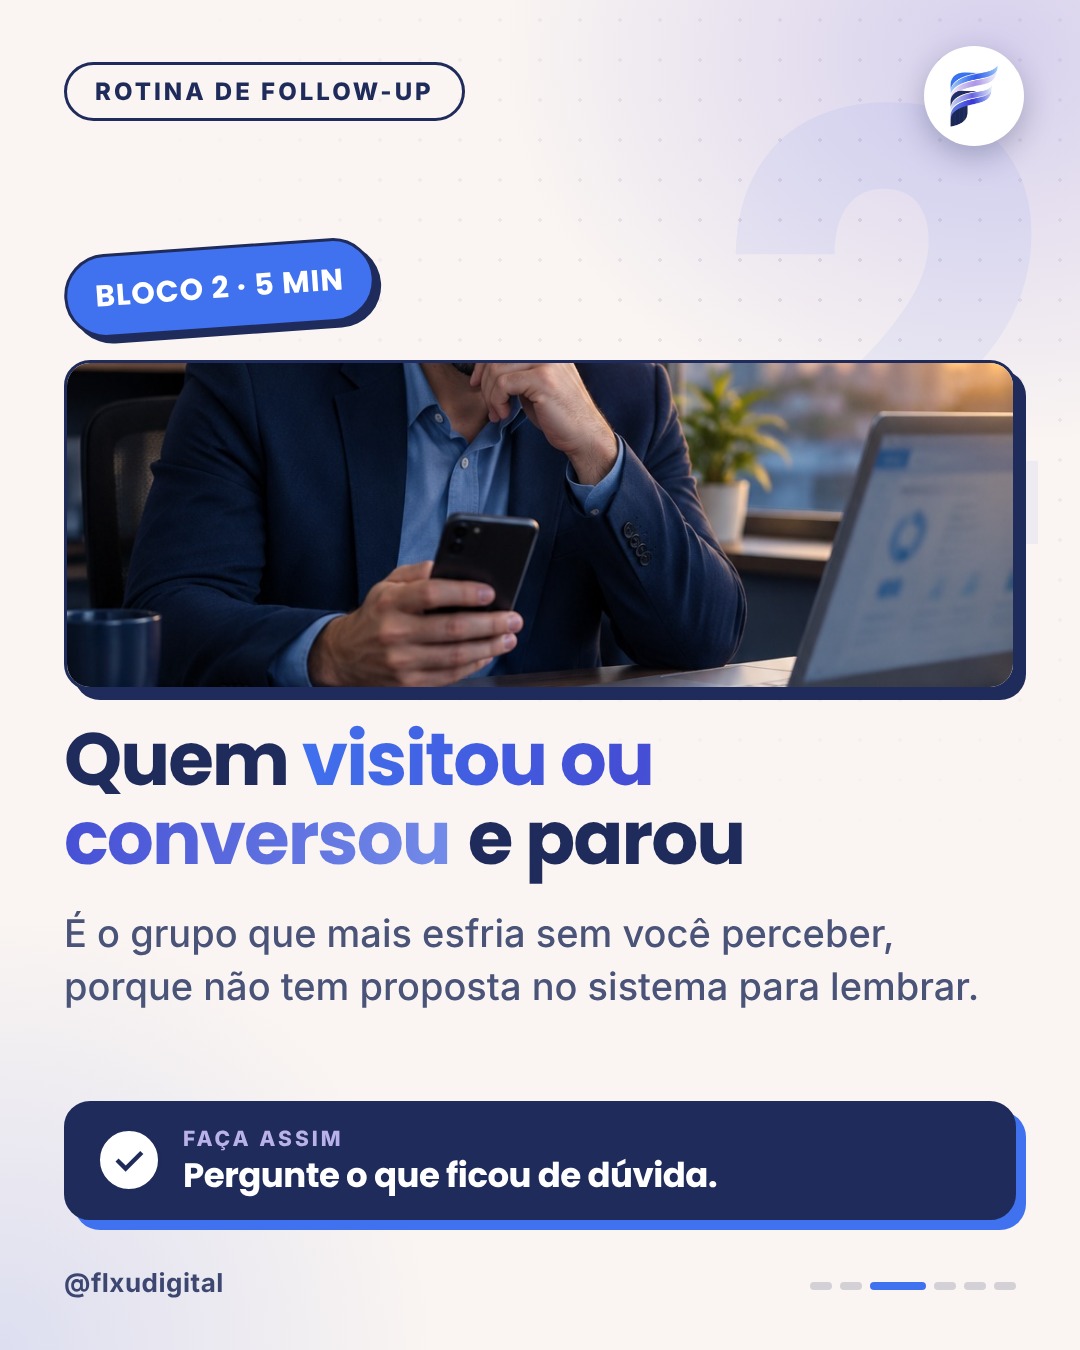 ROTINA DE FOLLOW-UP
BLOCO 2 · 5 MIN
2
Quem visitou ou
conversou e parou
É o grupo que mais esfria sem você perceber,
porque não tem proposta no sistema para lembrar.
FAÇA ASSIM
Pergunte o que ficou de dúvida.
@flxudigital